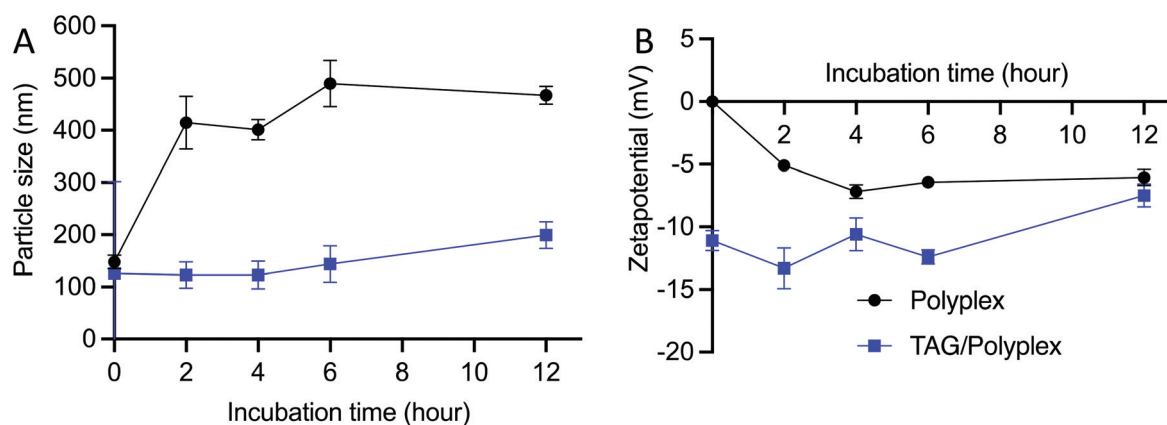 A
Particle size (nm)
600
500
400
300
200
100
0
0 2 4 6 8 10 12
Incubation time (hour)
B
Zetapotential (mV)
5
0
-5
-10
-15
-20
Incubation time (hour)
2 4 6 8 10 12
Polyplex
TAG/Polyplex